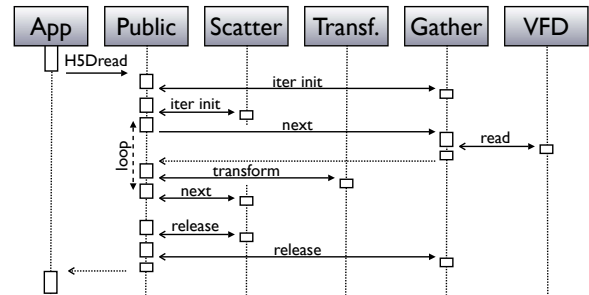 App Public Scatter Transf. Gather VFD
H5Dread
iter init
iter init
next
read
loop
transform
next
release
release